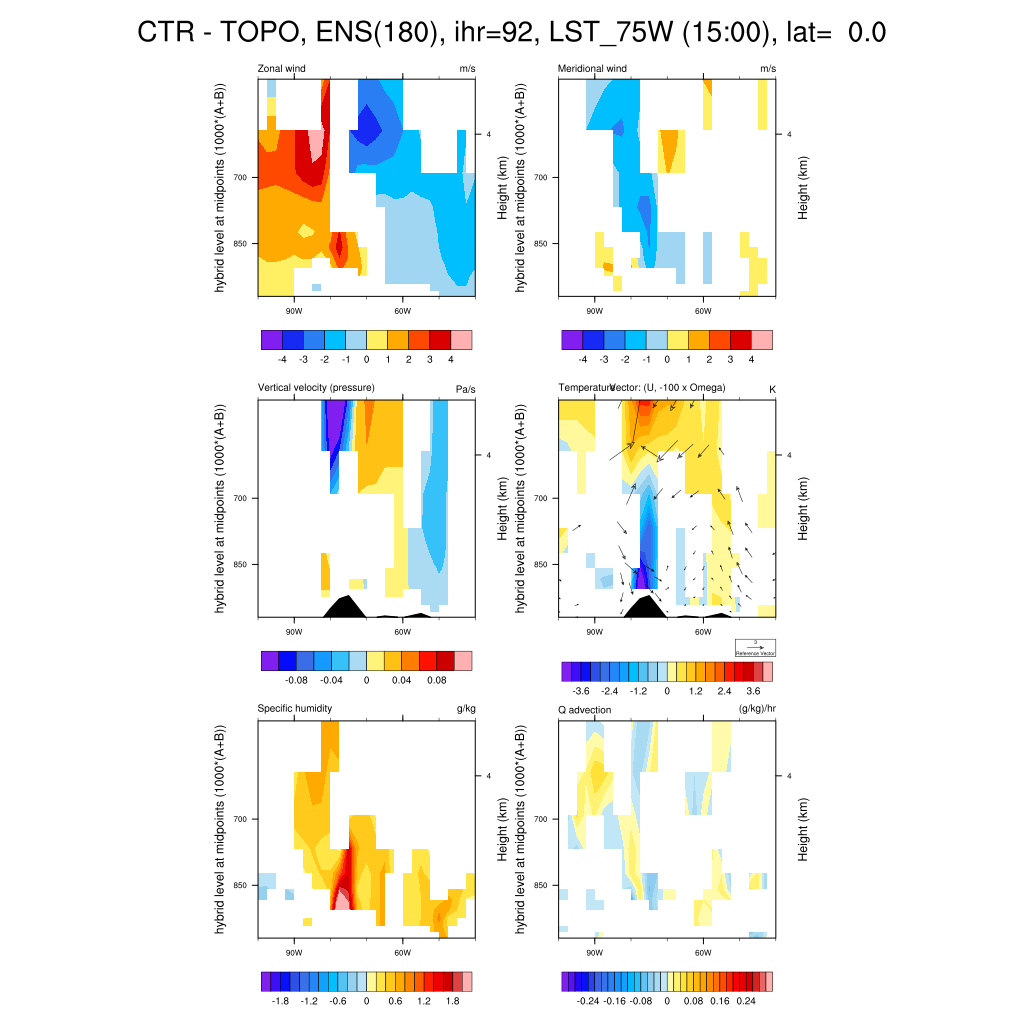 CTR - TOPO, ENS(180), ihr=92, LST_75W (15:00), lat=  0.0
Zonal wind
m/s
hybrid level at midpoints (1000*(A+B))
700
850
4
Height (km)
90W
60W
-4 -3 -2 -1 0 1 2 3 4
Meridional wind
m/s
hybrid level at midpoints (1000*(A+B))
700
850
4
Height (km)
90W
60W
-4 -3 -2 -1 0 1 2 3 4
Vertical velocity (pressure)
Pa/s
hybrid level at midpoints (1000*(A+B))
700
850
4
Height (km)
90W
60W
-0.08 -0.04 0 0.04 0.08
Temperature
Vector: (U, -100 x Omega)
K
hybrid level at midpoints (1000*(A+B))
700
850
4
Height (km)
90W
60W
3
Reference Vector
-3.6 -2.4 -1.2 0 1.2 2.4 3.6
Specific humidity
g/kg
hybrid level at midpoints (1000*(A+B))
700
850
4
Height (km)
90W
60W
-1.8 -1.2 -0.6 0 0.6 1.2 1.8
Q advection
(g/kg)/hr
hybrid level at midpoints (1000*(A+B))
700
850
4
Height (km)
90W
60W
-0.24 -0.16 -0.08 0 0.08 0.16 0.24